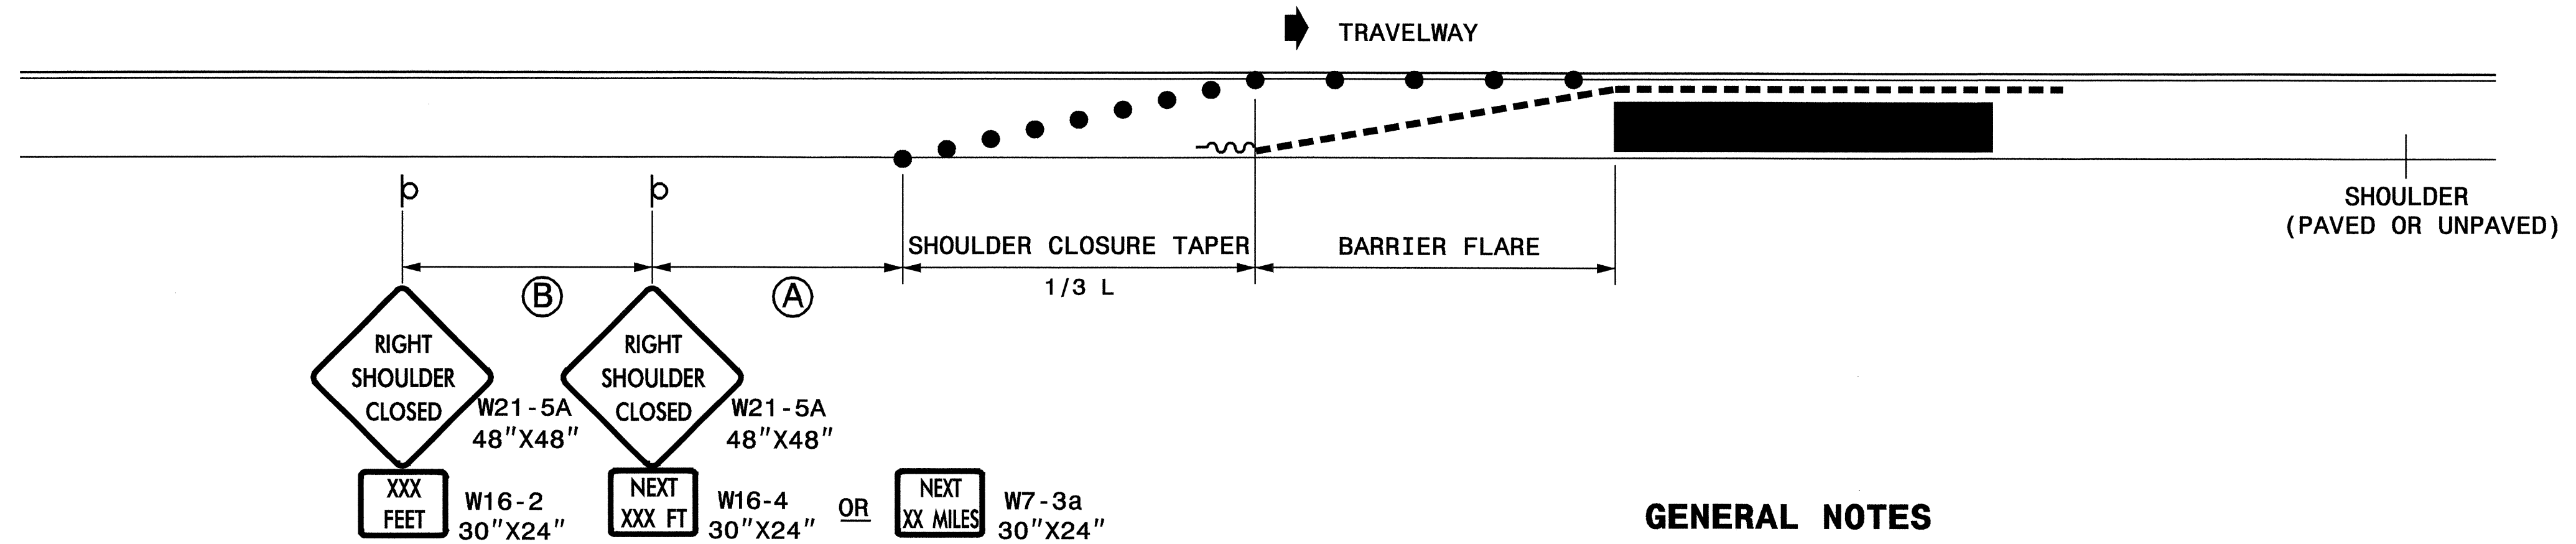 TRAVELWAY
SHOULDER
(PAVED OR UNPAVED)
SHOULDER CLOSURE TAPER
BARRIER FLARE
1/3 L
B
A
RIGHT
SHOULDER
CLOSED
W21-5A
48"X48"
XXX
FEET
W16-2
30"X24"
RIGHT
SHOULDER
CLOSED
W21-5A
48"X48"
NEXT
XXX FT
W16-4
30"X24"
OR
NEXT
XX MILES
W7-3a
30"X24"
GENERAL NOTES